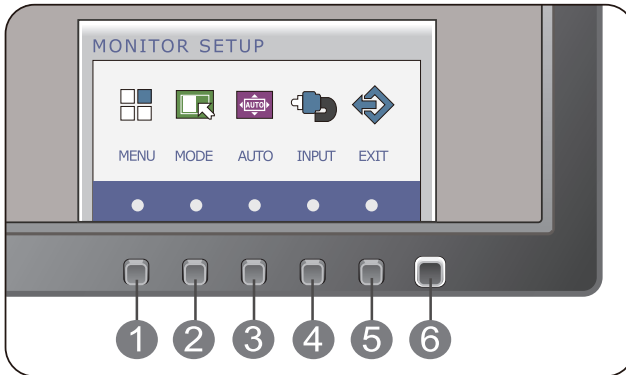 MONITOR SETUP
AUTO
MENU MODE AUTO INPUT EXIT
1 2 3 4 5 6